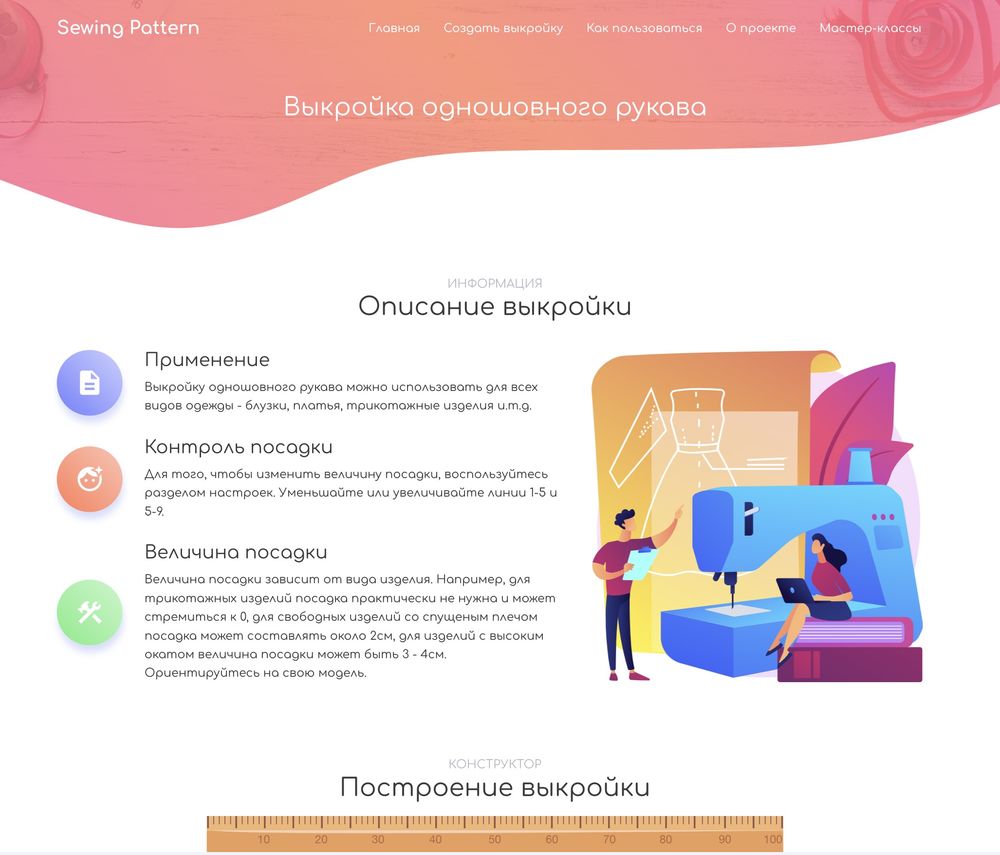 Sewing Pattern
Главная Создать выкройку Как пользоваться О проекте Мастер-классы
Выкройка одношовного рукава
ИНФОРМАЦИЯ
Описание выкройки
Применение
Выкройку одношовного рукава можно использовать для всех
видов одежды - блузки, платья, трикотажные изделия и.т.д.
Контроль посадки
Для того, чтобы изменить величину посадки, воспользуйтесь
разделом настроек. Уменьшайте или увеличивайте линии 1-5 и
5-9.
Величина посадки
Величина посадки зависит от вида изделия. Например, для
трикотажных изделий посадка практически не нужна и может
стремиться к 0, для свободных изделий со спущеным плечом
посадка может составлять около 2см, для изделий с высоким
окатом величина посадки может быть 3 - 4см.
Ориентируйтесь на свою модель.
КОНСТРУКТОР
Построение выкройки
10 20 30 40 50 60 70 80 90 100